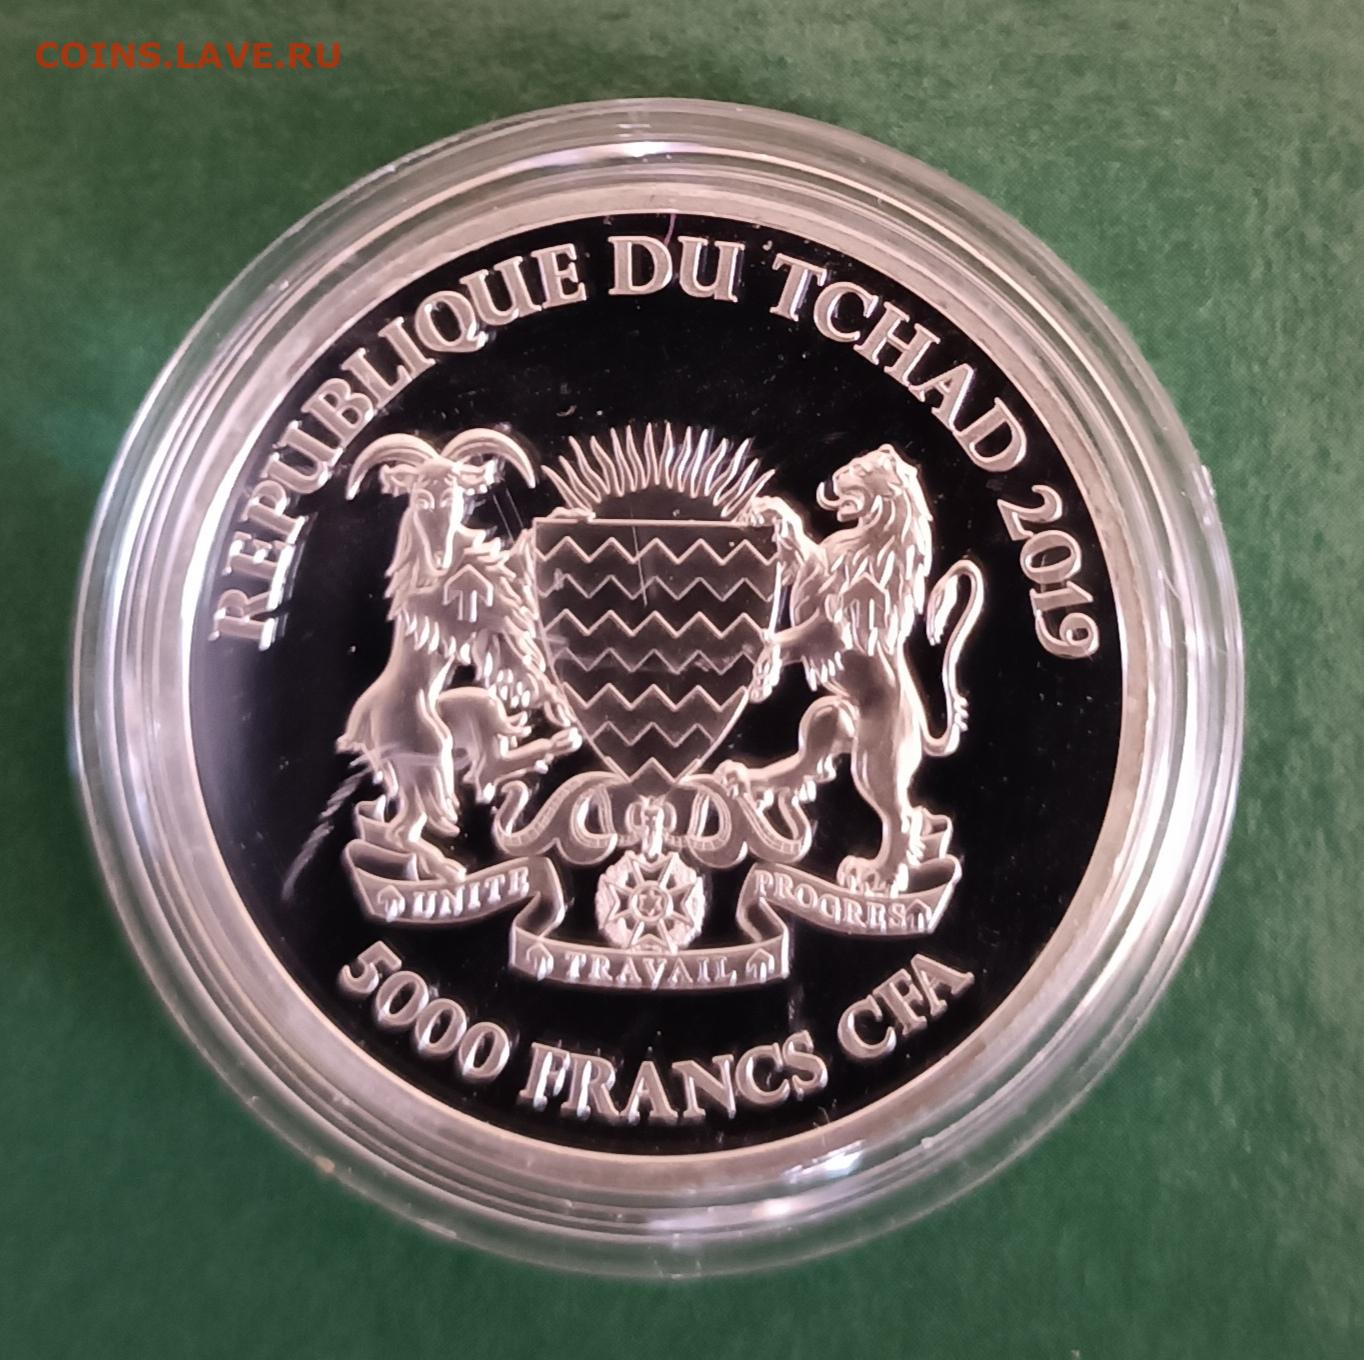 COINS.LAVE.RU
REPUBLIQUE DU TCHAD 2019
UNITE
TRAVAIL
PROGRES
5000 FRANCS CFA